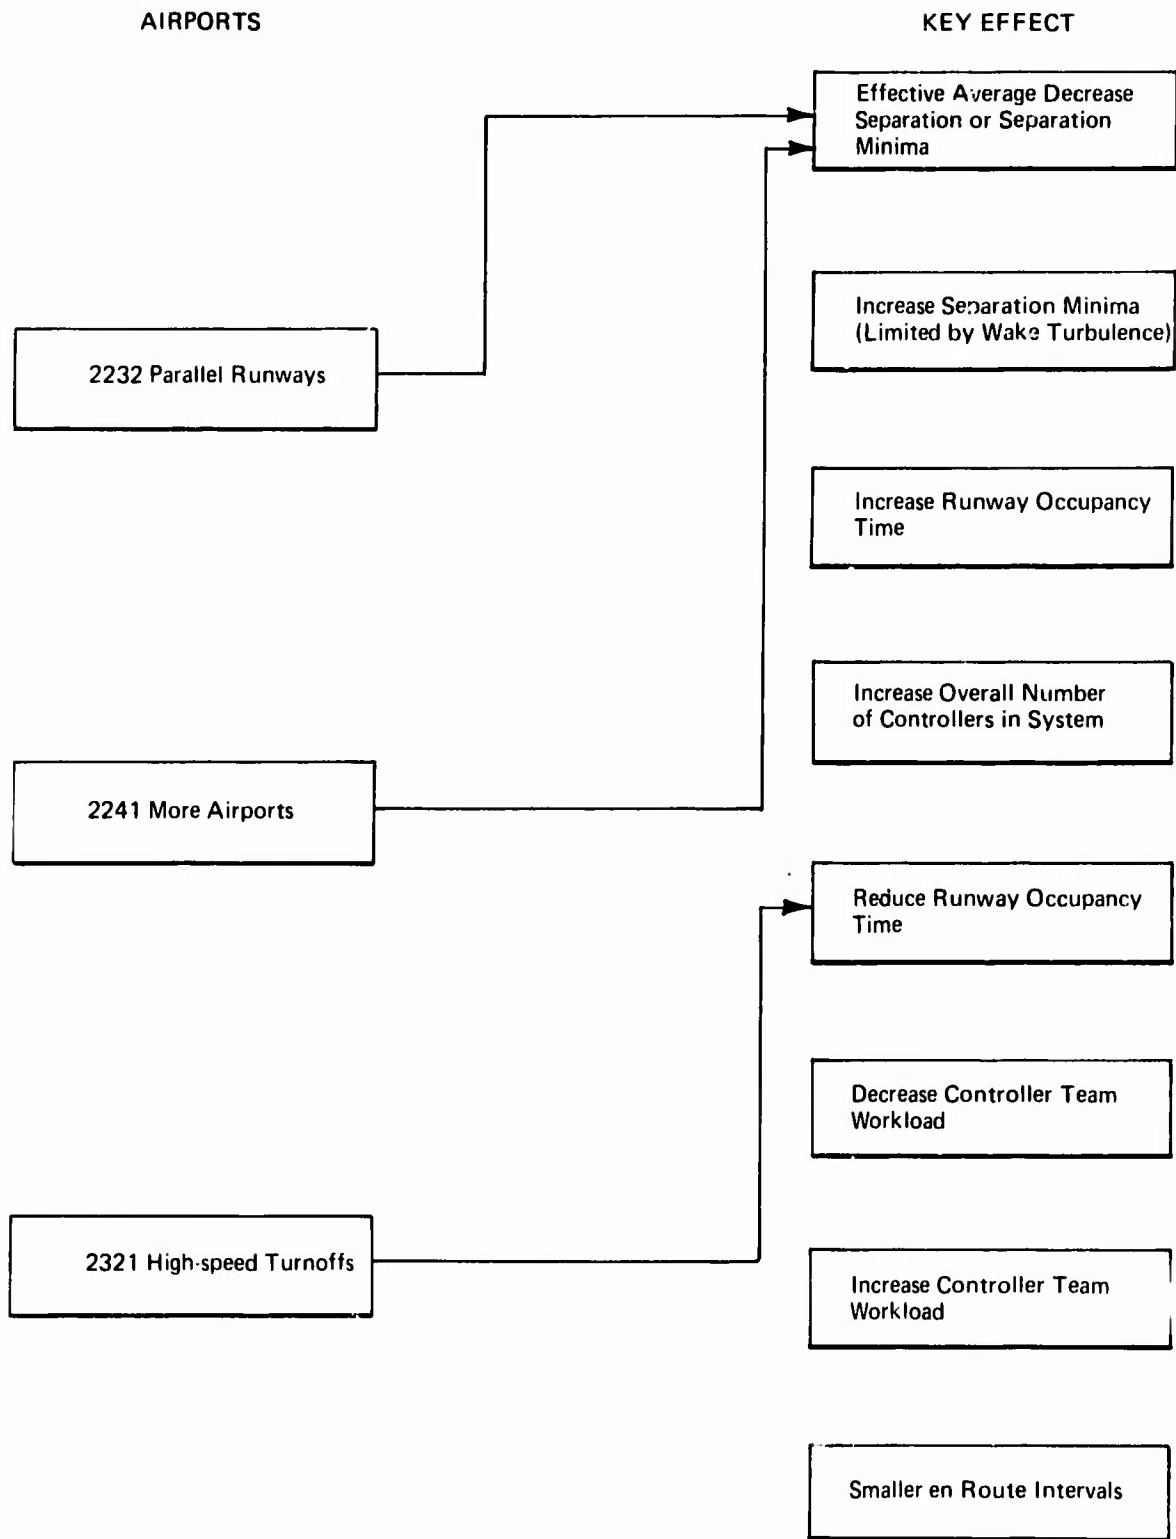 AIRPORTS
KEY EFFECT
Effective Average Decrease
Separation or Separation
Minima
Increase Separation Minima
(Limited by Wake Turbulence)
2232 Parallel Runways
Increase Runway Occupancy
Time
Increase Overall Number
of Controllers in System
2241 More Airports
Reduce Runway Occupancy
Time
Decrease Controller Team
Workload
2321 High-speed Turnoffs
Increase Controller Team
Workload
Smaller en Route Intervals